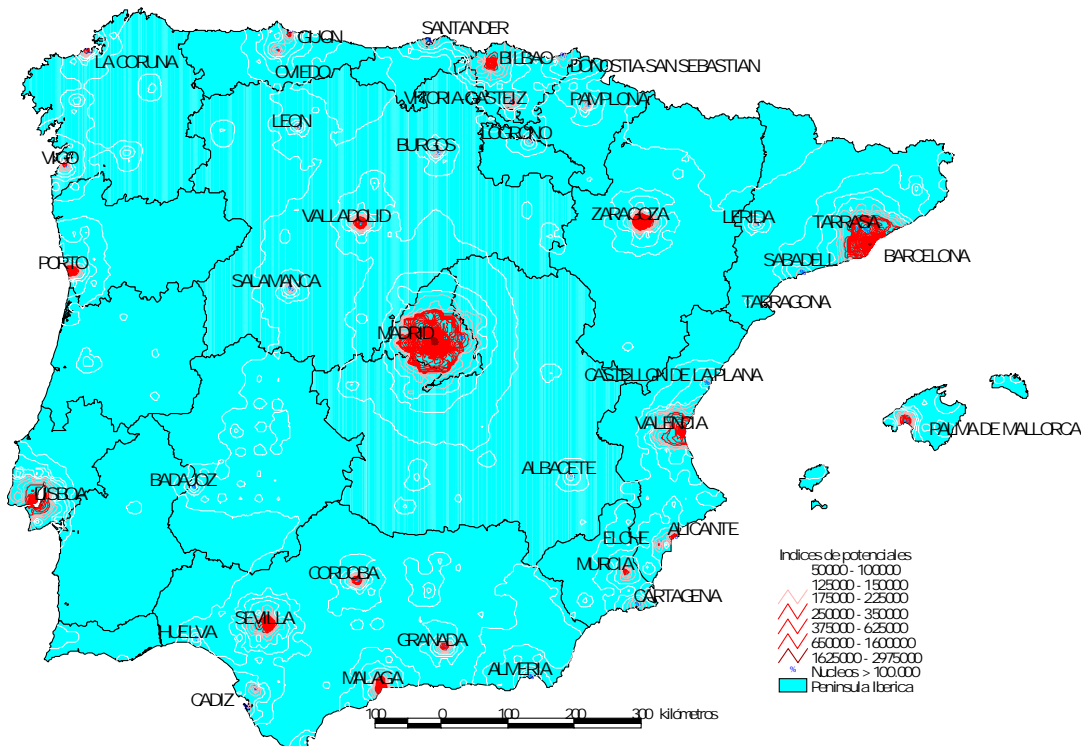 GIJON
SANTANDER
LA CORUNA
OVIEDO
BILBAO
DONOSTIA-SAN SEBASTIAN
VITORIA-GASTEIZ
PAMPLONA
LEON
LOGRONO
BURGOS
VIGO
VALLADOLID
ZARAGOZA
LERIDA
TARRASA
BARCELONA
PORTO
SABADELL
SALAMANCA
TARRAGONA
MADRID
CASTELLON DE LA PLANA
VALENCIA
PALMA DE MALLORCA
BADAJOZ
ALBACETE
LISBOA
ALICANTE
ELCHE
MURCIA
CORDOBA
CARTAGENA
SEVILLA
HUELVA
GRANADA
ALMERIA
MALAGA
CADIZ
Indices de potenciales
50000 - 100000
125000 - 150000
175000 - 225000
250000 - 350000
375000 - 625000
650000 - 1600000
1625000 - 2975000
% Nucleos > 100.000
Peninsula Iberica
100 0 100 200 300 kilómetros